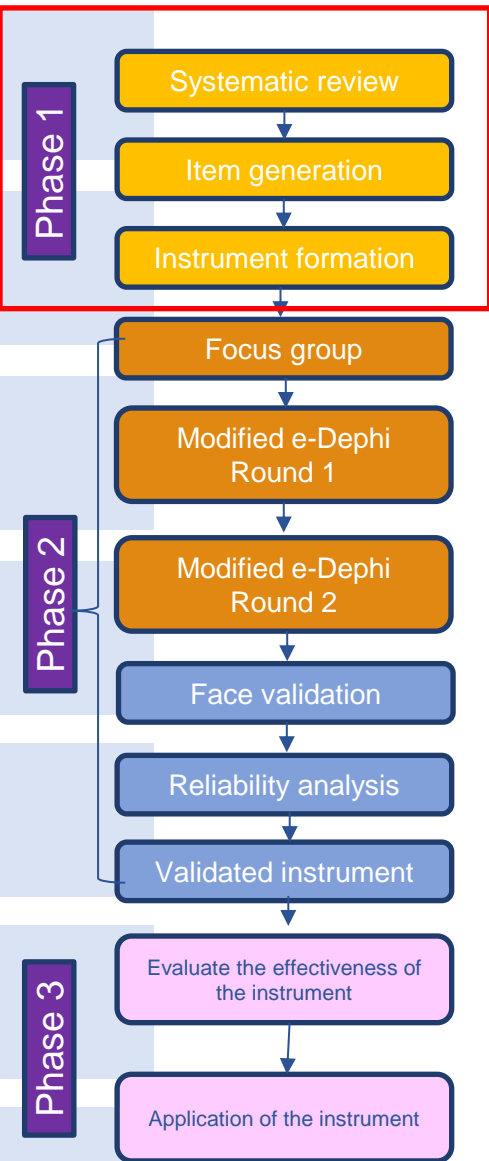 Phase 1
Systematic review
Item generation
Instrument formation
Phase 2
Focus group
Modified e-Dephi
Round 1
Modified e-Dephi
Round 2
Face validation
Reliability analysis
Validated instrument
Phase 3
Evaluate the effectiveness of
the instrument
Application of the instrument